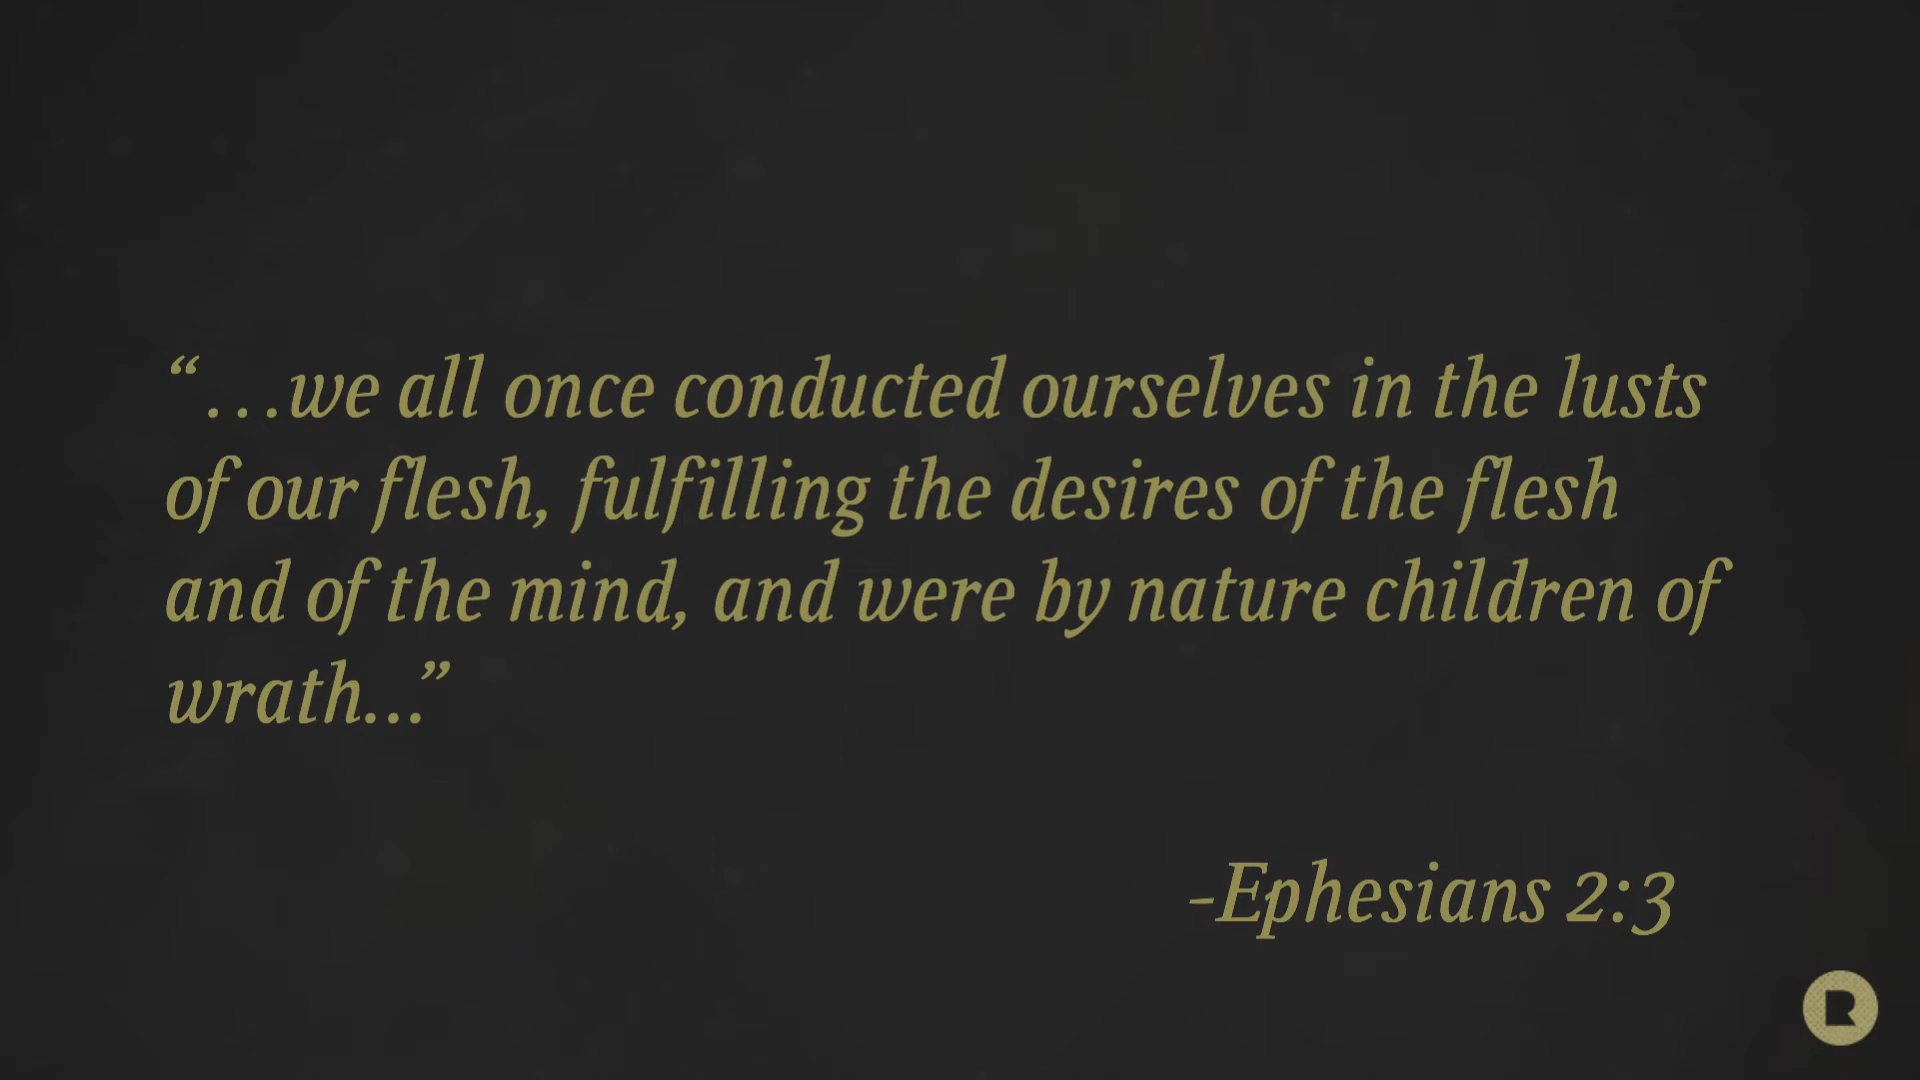 “…we all once conducted ourselves in the lusts
of our flesh, fulfilling the desires of the flesh
and of the mind, and were by nature children of
wrath…”
-Ephesians 2:3
R